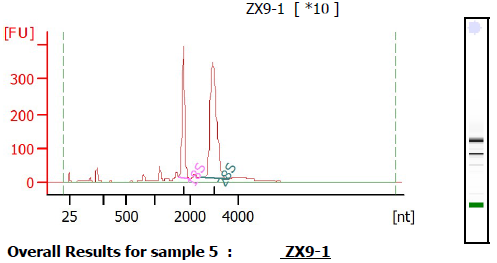 ZX9-1 [ *10 ]
[FU]
300
200
100
0
18S
28S
25 500 2000 4000 [nt]
Overall Results for sample 5 : ZX9-1